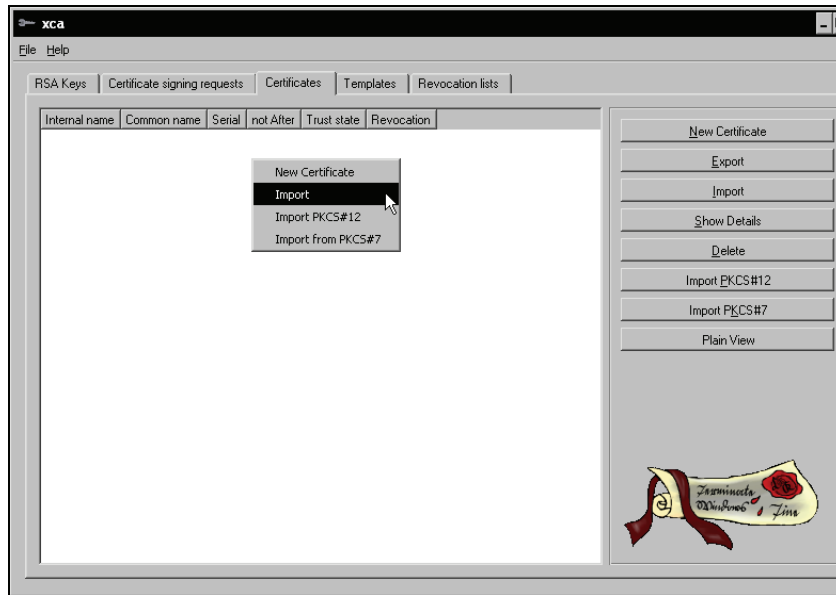 xca
File Help
RSA Keys Certificate signing requests Certificates Templates Revocation lists
Internal name Common name Serial not After Trust state Revocation
New Certificate
Import
Import PKCS#12
Import from PKCS#7
New Certificate
Export
Import
Show Details
Delete
Import PKCS#12
Import PKCS#7
Plain View
Windows